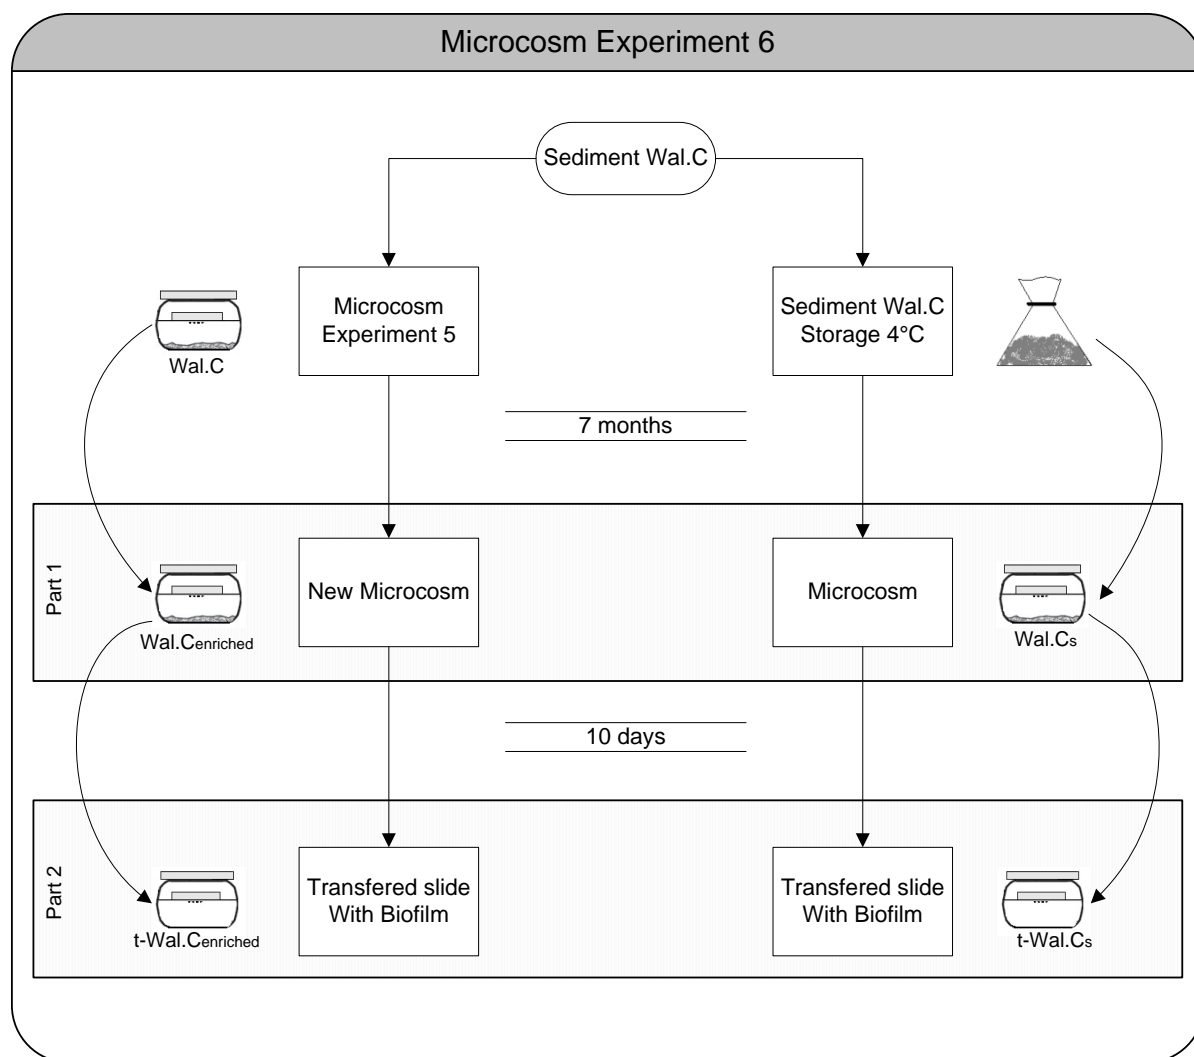 Microcosm Experiment 6
Sediment Wal.C
Microcosm
Experiment 5
Sediment Wal.C
Storage 4°C
Wal.C
7 months
Part 1
New Microcosm
Microcosm
Wal.Cenriched
Wal.Cs
10 days
Part 2
Transfered slide
With Biofilm
Transfered slide
With Biofilm
t-Wal.Cenriched
t-Wal.Cs